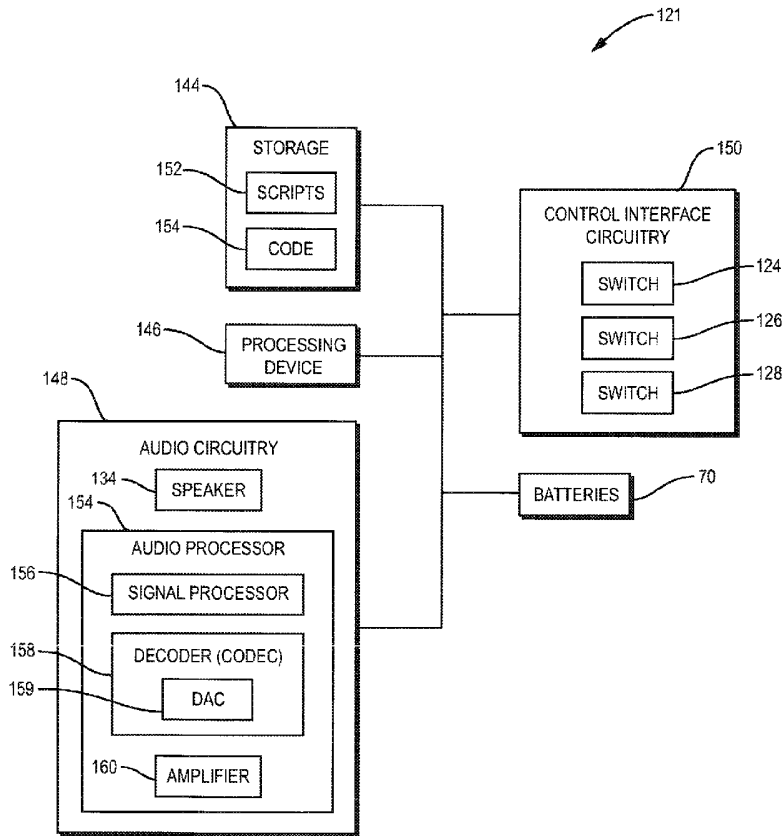 121
144
STORAGE
152
SCRIPTS
154
CODE
150
CONTROL INTERFACE
CIRCUITRY
SWITCH
124
SWITCH
126
SWITCH
128
146
PROCESSING
DEVICE
148
AUDIO CIRCUITRY
134
SPEAKER
BATTERIES
70
154
AUDIO PROCESSOR
156
SIGNAL PROCESSOR
158
DECODER (CODEC)
159
DAC
160
AMPLIFIER